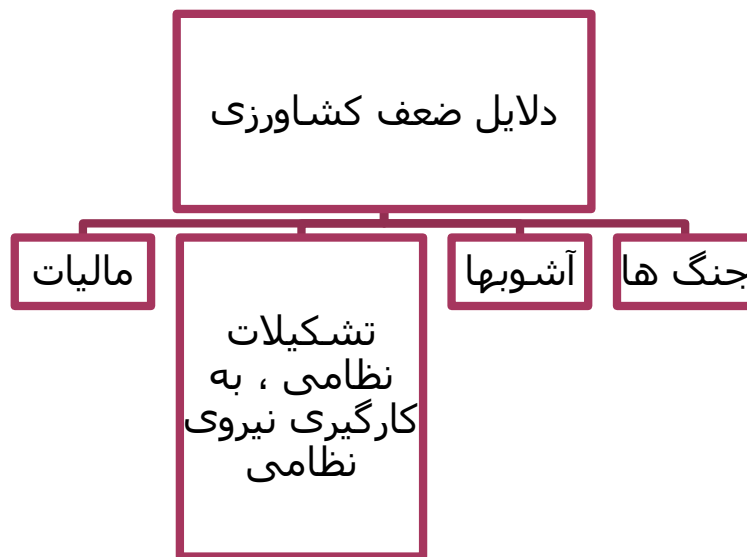 دلایل ضعف کشاورزی
جنگ ها
آشوبها
تشکیلات
نظامی ، به
کارگیری نیروی
نظامی
مالیات